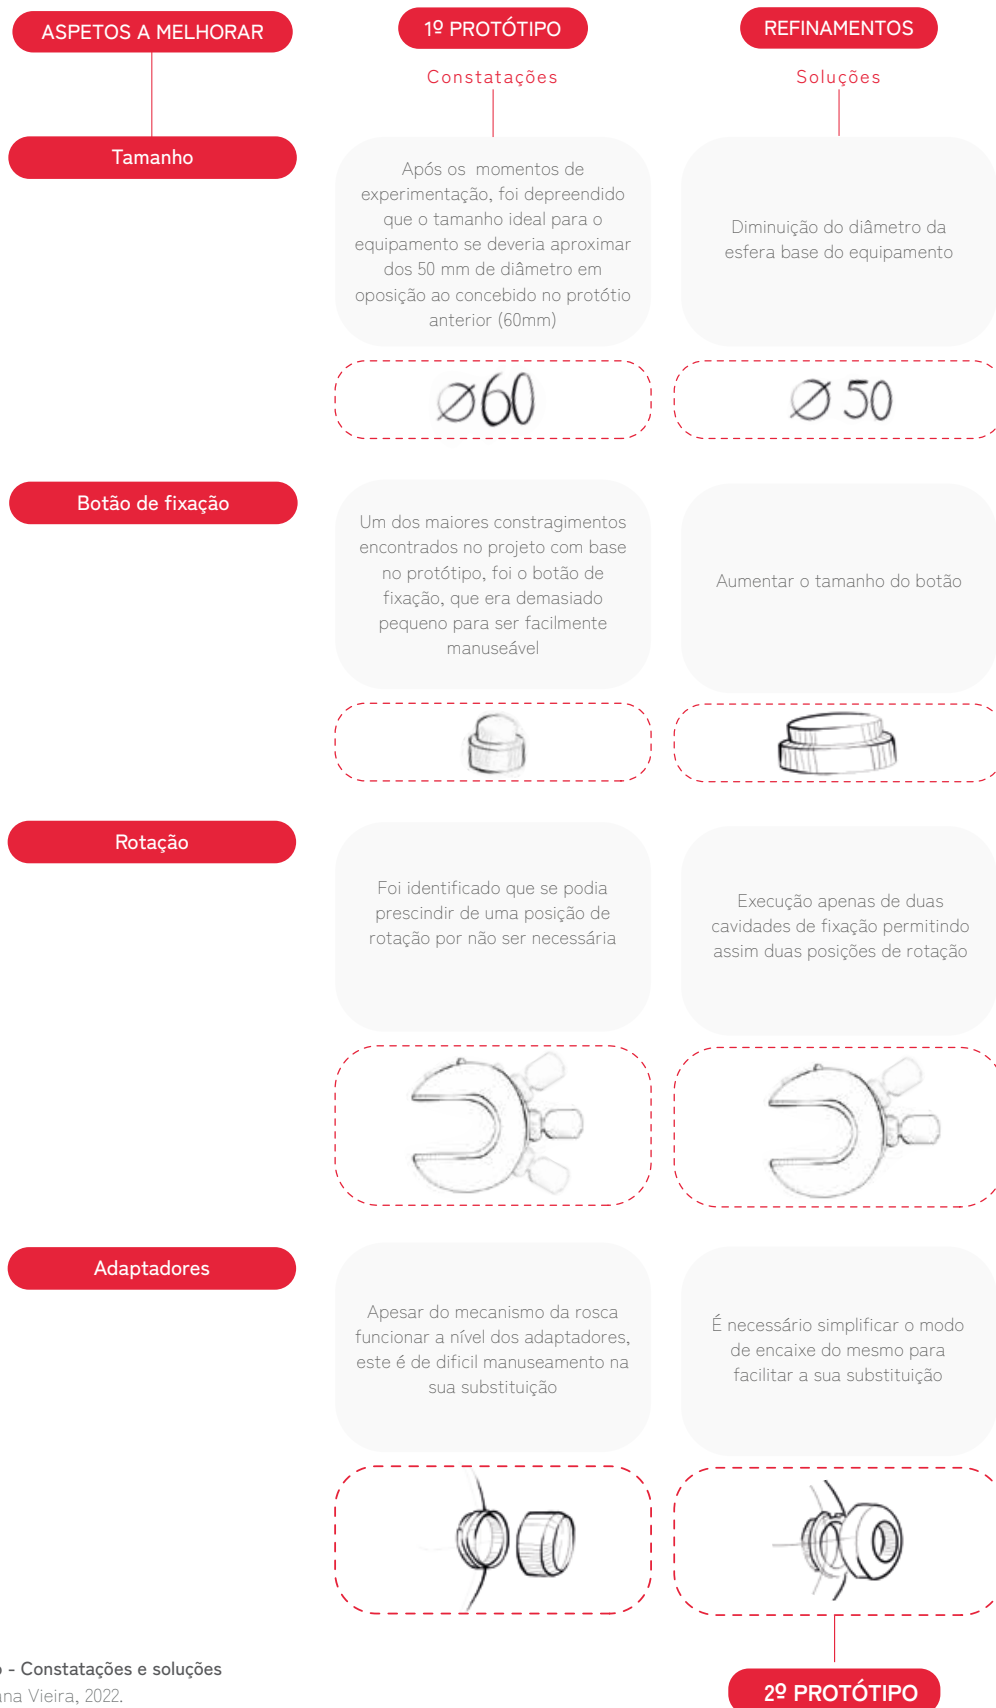 ASPETOS A MELHORAR
1º PROTÓTIPO
REFINAMENTOS
Constatações
Soluções
Tamanho
Após os momentos de
experimentação, foi depreendido
que o tamanho ideal para o
equipamento se deveria aproximar
dos 50 mm de diâmetro em
oposição ao concebido no protótio
anterior (60mm)
Diminuição do diâmetro da
esfera base do equipamento
Ø60
Ø 50
Botão de fixação
Um dos maiores constragimentos
encontrados no projeto com base
no protótipo, foi o botão de
fixação, que era demasiado
pequeno para ser facilmente
manuseável
Aumentar o tamanho do botão
Rotação
Foi identificado que se podia
prescindir de uma posição de
rotação por não ser necessária
Execução apenas de duas
cavidades de fixação permitindo
assim duas posições de rotação
Adaptadores
Apesar do mecanismo da rosca
funcionar a nível dos adaptadores,
este é de dificil manuseamento na
sua substituição
É necessário simplificar o modo
de encaixe do mesmo para
facilitar a sua substituição
- Constatações e soluções
Vieira, 2022.
2º PROTÓTIPO